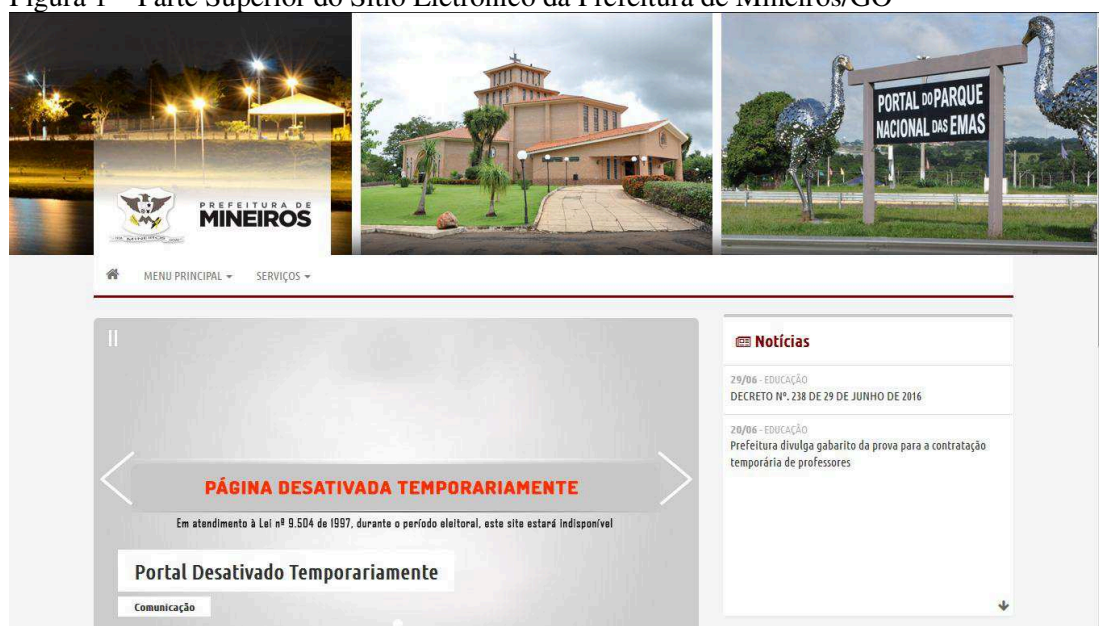 Figura 1 – Parte Superior do Sítio Eletrônico da Prefeitura de Mineiros/GO
PORTAL DO PARQUE
NACIONAL DAS EMAS
PREFEITURA DE
MINEIROS
MENU PRINCIPAL
SERVIÇOS
PÁGINA DESATIVADA TEMPORARIAMENTE
Em atendimento à Lei nº 9.504 de 1997, durante o período eleitoral, este site estará indisponível
Portal Desativado Temporariamente
Comunicação
Notícias
29/06 - EDUCAÇÃO
DECRETO Nº. 238 DE 29 DE JUNHO DE 2016
20/06 - EDUCAÇÃO
Prefeitura divulga gabarito da prova para a contratação
temporária de professores